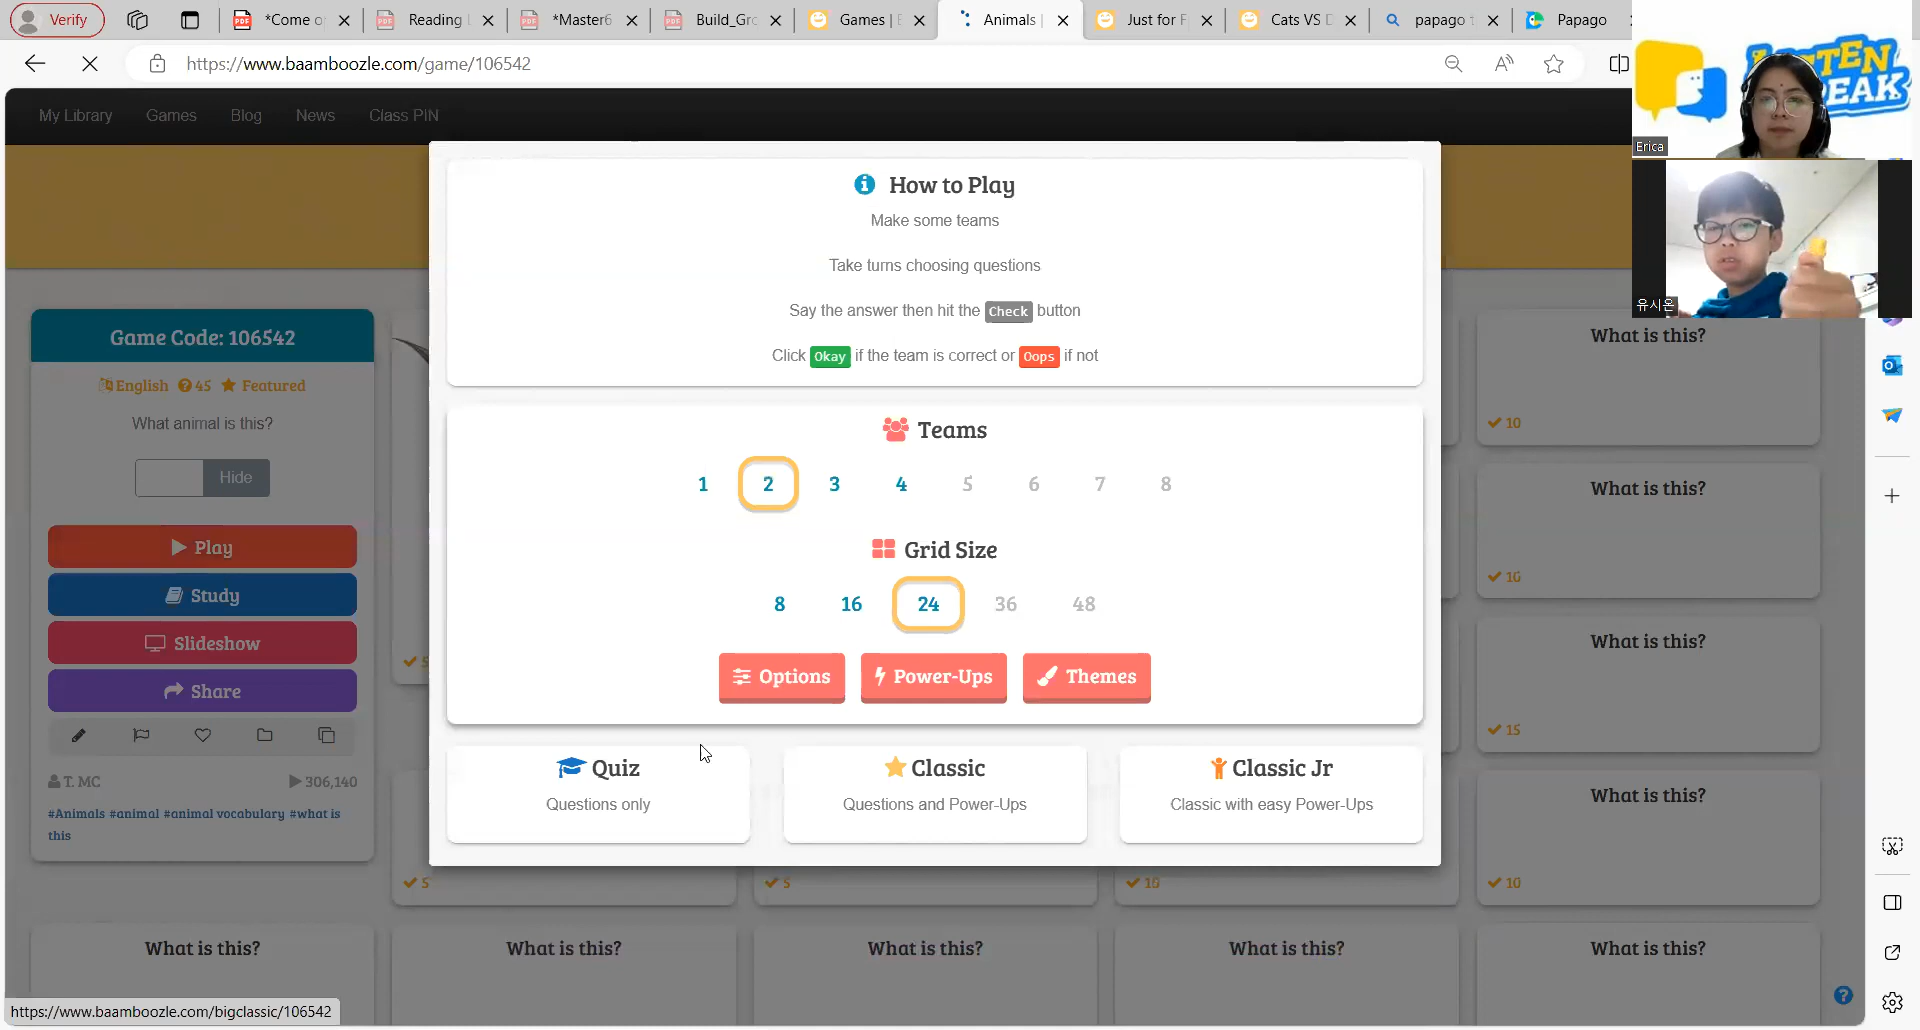 Verify
*Come o
Reading
*Master6
Build_Gro
Games |
Animals |
Just for F
Cats VS D
papago
Papago
https://www.baamboozle.com/game/106542
My Library
Games
Blog
News
Class PIN
Erica
유시온
How to Play
Make some teams
Take turns choosing questions
Say the answer then hit the Check button
Click Okay if the team is correct or Oops if not
Game Code: 106542
English 45 Featured
What animal is this?
Hide
Play
Study
Slideshow
Share
T. MC 306,140
#Animals #animal #animal vocabulary #what is
this
Teams
1 2 3 4 5 6 7 8
Grid Size
8 16 24 36 48
Options
Power-Ups
Themes
Quiz
Questions only
Classic
Questions and Power-Ups
Classic Jr
Classic with easy Power-Ups
What is this?
10
What is this?
10
What is this?
15
What is this?
10
5
5
5
10
What is this?
What is this?
What is this?
What is this?
What is this?
https://www.baamboozle.com/bigclassic/106542